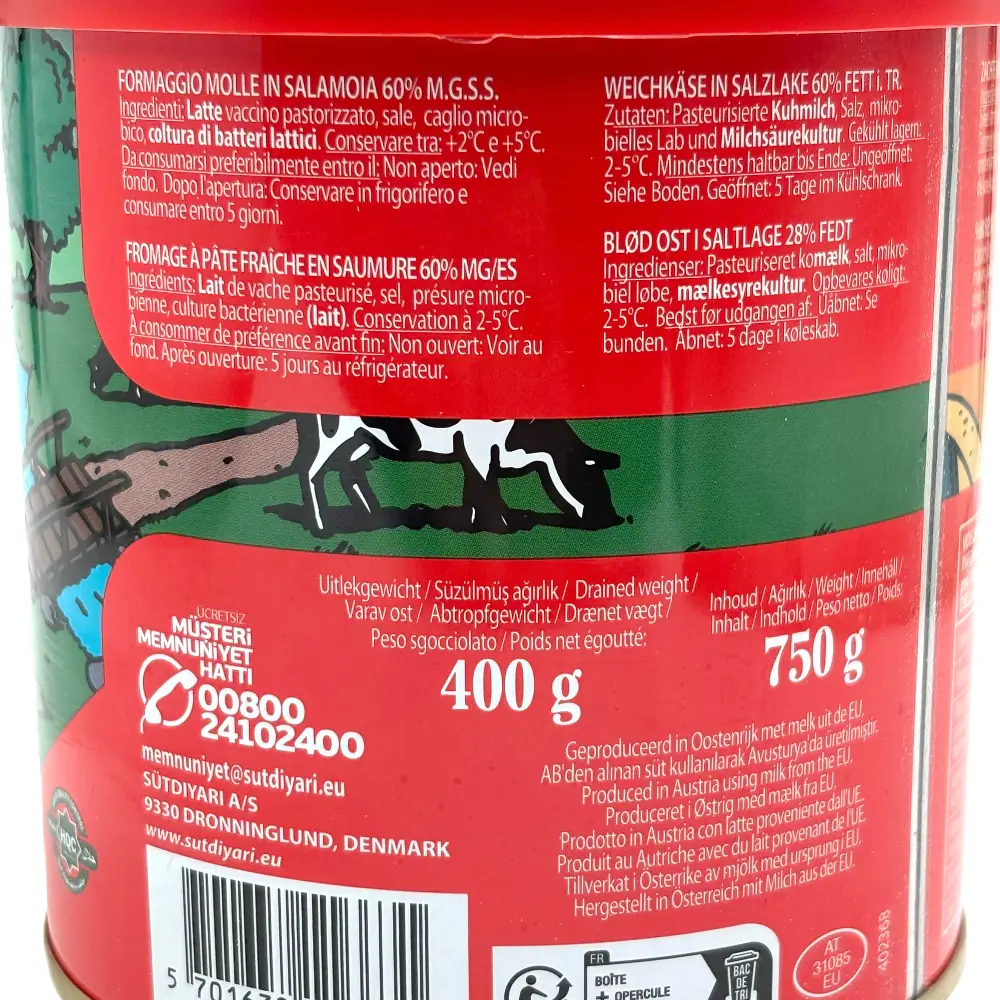 FORMAGGIO MOLLE IN SALAMOIA 60% M.G.S.S.
Ingredienti: Latte vaccino pastorizzato, sale, caglio micro-
bico, coltura di batteri lattici. Conservare tra: +2°C e +5°C.
Da consumarsi preferibilmente entro il: Non aperto: Vedi
fondo. Dopo l'apertura: Conservare in frigorifero e
consumare entro 5 giorni.
FROMAGE À PÂTE FRAÎCHE EN SAUMURE 60% MG/ES
Ingrédients: Lait de vache pasteurisé, sel, présure micro-
bienne, culture bactérienne (lait). Conservation à 2-5°C.
A consommer de préférence avant fin: Non ouvert: Voir au
fond. Après ouverture: 5 jours au réfrigérateur.
WEICHKÄSE IN SALZLAKE 60% FETT i. TR.
Zutaten: Pasteurisierte Kuhmilch, Salz, mikro-
bielles Lab und Milchsäurekultur. Gekühlt lagern:
2-5°C. Mindestens haltbar bis Ende: Ungeöffnet:
Siehe Boden. Geöffnet: 5 Tage im Kühlschrank.
BLØD OST I SALTLAGE 28% FEDT
Ingredienser: Pasteuriseret komælk, salt, mikro-
biel løbe, mælkesyrekultur. Opbevares køligt:
2-5°C. Bedst før udgangen af: Uåbnet: Se
bunden. Åbnet: 5 dage i køleskab.
Uitlekgewicht / Süzülmüş ağırlık / Drained weight /
Varav ost / Abtropfgewicht / Drænet vægt /
Peso sgocciolato / Poids net égoutté:
400 g
Inhoud / Ağırlık / Weight / Innehåll /
Inhalt / Indhold / Peso netto / Poids:
750 g
ÜCRETSİZ
MÜSTERİ
MEMNUNİYET
HATTI
00800
24102400
memnuniyet@sutdiyari.eu
SÜTDIYARI A/S
9330 DRONNINGLUND, DENMARK
www.sutdiyari.eu
Geproduceerd in Oostenrijk met melk uit de EU.
AB'den alınan süt kullanılarak Avusturya'da üretilmiştir.
Produced in Austria using milk from the EU.
Produceret i Østrig med mælk fra EU.
Prodotto in Austria con latte proveniente dall'UE.
Produit au Autriche avec du lait provenant de l'UE.
Tillverkat i Österrike av mjölk med ursprung i EU.
Hergestellt in Österreich mit Milch aus der EU.
HQC
FR
BOÎTE
+ OPERCULE
BAC
DE
TRI
AT
31085
EU
402368